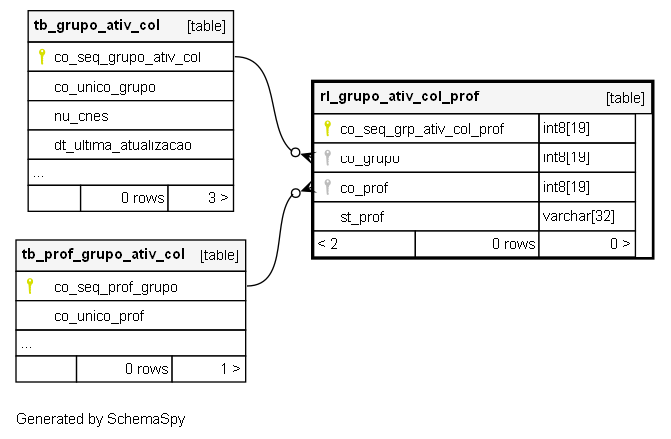 tb_grupo_ativ_col [table]
co_seq_grupo_ativ_col
co_unico_grupo
nu_cnes
dt_ultima_atualizacao
...
0 rows 3 >
rl_grupo_ativ_col_prof [table]
co_seq_grp_ativ_col_prof int8[19]
co_grupo int8[19]
co_prof int8[19]
st_prof varchar[32]
< 2 0 rows 0 >
tb_prof_grupo_ativ_col [table]
co_seq_prof_grupo
co_unico_prof
...
0 rows 1 >
Generated by SchemaSpy